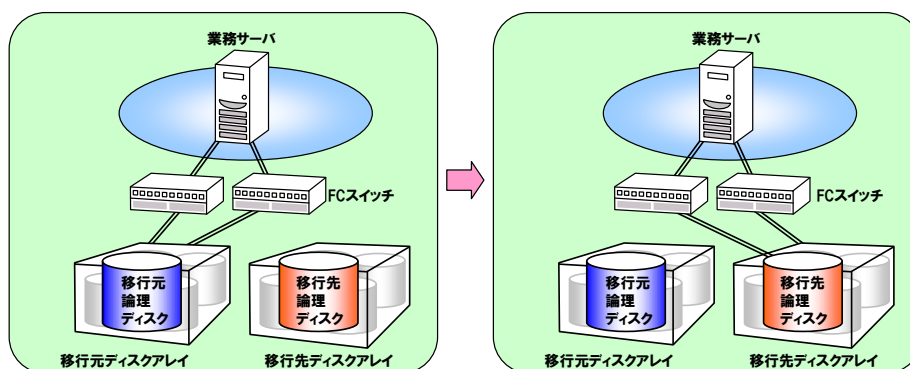 業務サーバ
FCスイッチ
移行元
論理
ディスク
移行先
論理
ディスク
移行元ディスクアレイ
移行先ディスクアレイ
業務サーバ
FCスイッチ
移行元
論理
ディスク
移行先
論理
ディスク
移行元ディスクアレイ
移行先ディスクアレイ